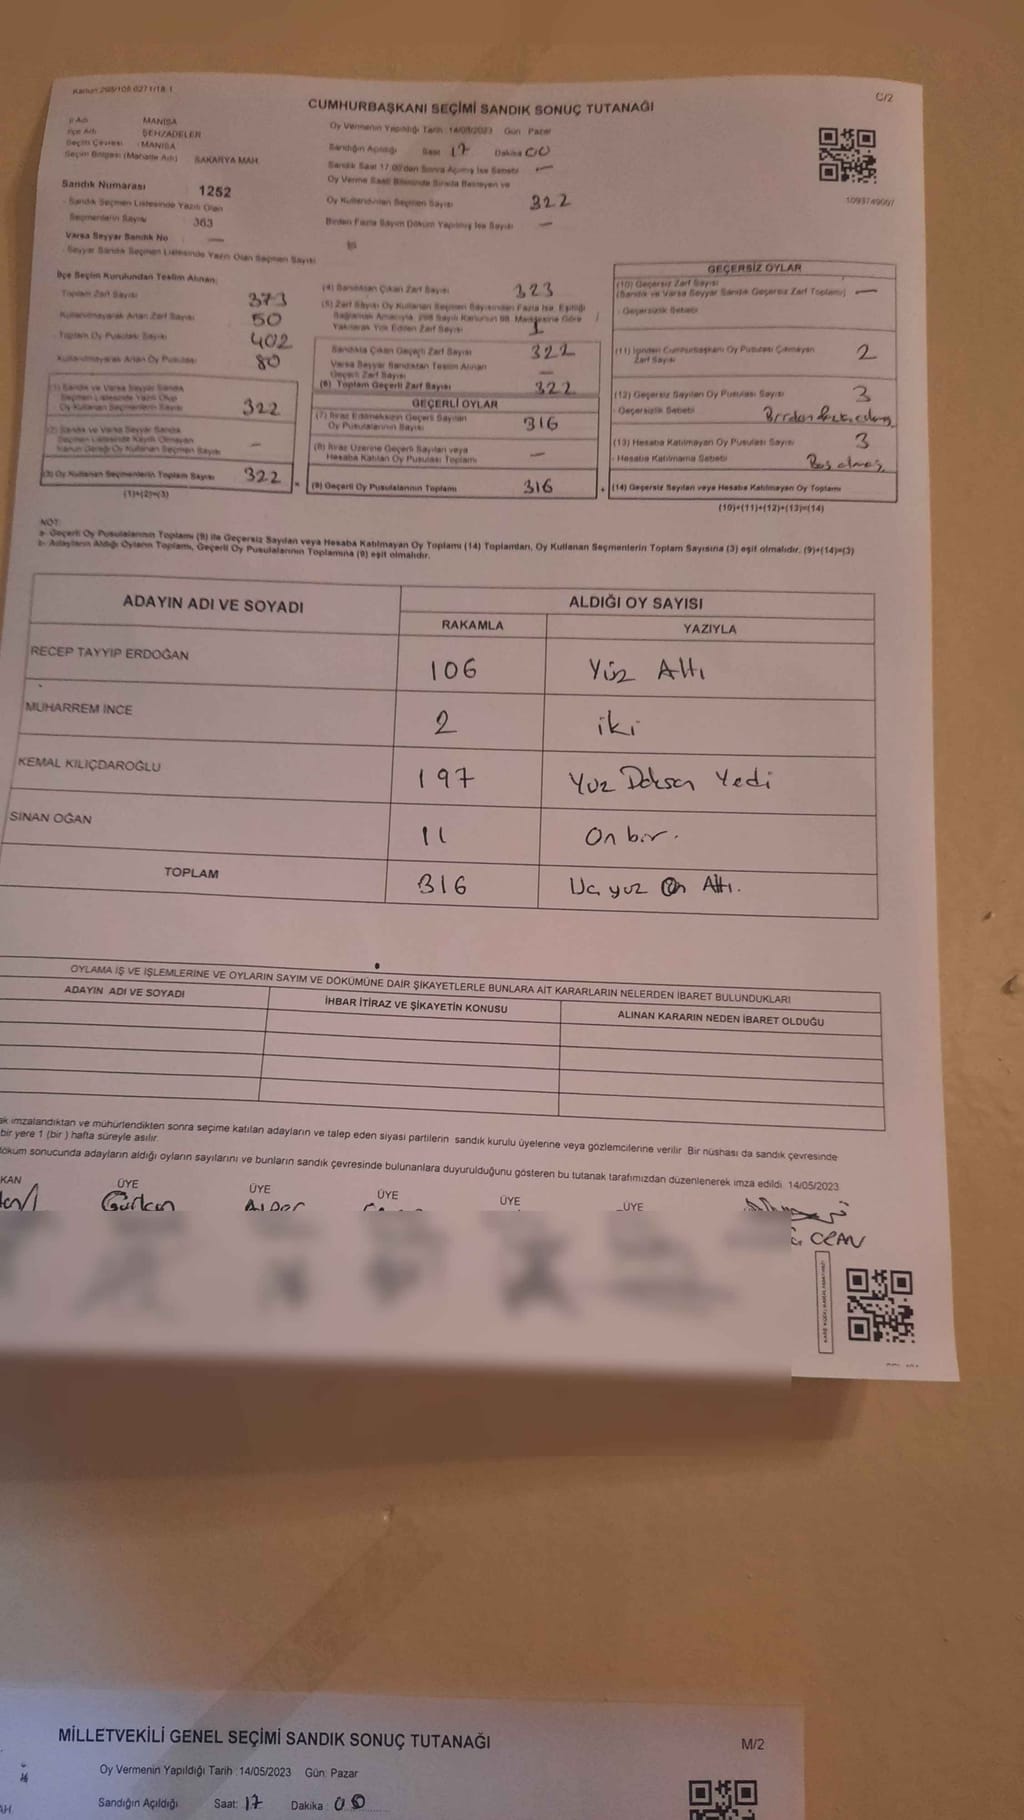 Kanun:298/105 0271/18-1
C/2
CUMHURBAŞKANI SEÇİMİ SANDIK SONUÇ TUTANAĞI
İl Adı MANİSA
İlçe Adı ŞEHZADELER
Seçim Çevresi MANİSA
Seçim Bölgesi (Mahalle Adı) SAKARYA MAH.
Sandık Numarası 1252
Sandık Seçmen Listesinde Yazılı Olan
Seçmenlerin Sayısı 363
Varsa Seyyar Sandık No —
Seyyar Sandık Seçmen Listesinde Yazılı Olan Seçmen Sayısı
Oy Vermenin Yapıldığı Tarih 14/05/2023 Gün Pazar
Sandığın Açıldığı Saat 17 Dakika 00
Sandık Saat 17:00'den Sonra Açılmış İse Sebebi —
Oy Verme Saati Bitiminde Sırada Bekleyen ve
Oy Kullandırılan Seçmen Sayısı 322
Birden Fazla Sayım Döküm Yapılmış İse Sayısı —
1093749007
İlçe Seçim Kurulundan Teslim Alınan:
Toplam Zarf Sayısı 373
Kullanılmayarak Artan Zarf Sayısı 50
Toplam Oy Pusulası Sayısı 402
Kullanılmayarak Artan Oy Pusulası 80
(1) Sandık ve Varsa Seyyar Sandık
Seçmen Listesinde Yazılı Olup
Oy Kullanan Seçmenlerin Sayısı 322
(2) Sandık ve Varsa Seyyar Sandık
Seçmen Listesinde Kayıtlı Olmayan
Kanun Gereği Oy Kullanan Seçmen Sayısı —
(3) Oy Kullanan Seçmenlerin Toplam Sayısı 322
(1)+(2)=(3)
(4) Sandıktan Çıkan Zarf Sayısı 323
(5) Zarf Sayısı Oy Kullanan Seçmen Sayısından Fazla İse, Eşitliği
Sağlamak Amacıyla, 298 Sayılı Kanunun 98. Maddesine Göre
Yakılarak Yok Edilen Zarf Sayısı 1
Sandıkta Çıkan Geçerli Zarf Sayısı 322
Varsa Seyyar Sandıktan Teslim Alınan
Geçerli Zarf Sayısı —
(6) Toplam Geçerli Zarf Sayısı 322
GEÇERLİ OYLAR
(7) İtiraz Edilmeksizin Geçerli Sayılan
Oy Pusulalarının Sayısı 316
(8) İtiraz Üzerine Geçerli Sayılan veya
Hesaba Katılan Oy Pusulası Toplamı —
(9) Geçerli Oy Pusulalarının Toplamı 316
GEÇERSİZ OYLAR
(10) Geçersiz Zarf Sayısı
(Sandık ve Varsa Seyyar Sandık Geçersiz Zarf Toplamı) —
- Geçersizlik Sebebi
(11) İçinden Cumhurbaşkanı Oy Pusulası Çıkmayan
Zarf Sayısı 2
(12) Geçersiz Sayılan Oy Pusulası Sayısı 3
- Geçersizlik Sebebi Birden fazla
(13) Hesaba Katılmayan Oy Pusulası Sayısı 3
- Hesaba Katılmama Sebebi Boş olması
(14) Geçersiz Sayılan veya Hesaba Katılmayan Oy Toplamı
(10)+(11)+(12)+(13)=(14)
NOT:
a- Geçerli Oy Pusulalarının Toplamı (9) ile Geçersiz Sayılan veya Hesaba Katılmayan Oy Toplamı (14) Toplamları, Oy Kullanan Seçmenlerin Toplam Sayısına (3) eşit olmalıdır. (9)+(14)=(3)
b- Adayların Aldığı Oyların Toplamı, Geçerli Oy Pusulalarının Toplamına (9) eşit olmalıdır.
ADAYIN ADI VE SOYADI
ALDIĞI OY SAYISI
RAKAMLA YAZIYLA
RECEP TAYYİP ERDOĞAN 106 Yüz Altı
MUHARREM İNCE 2 iki
KEMAL KILIÇDAROĞLU 197 Yuz Doksan Yedi
SİNAN OĞAN 11 On bir.
TOPLAM 316 Uç yuz On Altı.
OYLAMA İŞ VE İŞLEMLERİNE VE OYLARIN SAYIM VE DÖKÜMÜNE DAİR ŞİKAYETLERLE BUNLARA AİT KARARLARIN NELERDEN İBARET BULUNDUKLARI
ADAYIN ADI VE SOYADI
İHBAR İTİRAZ VE ŞİKAYETİN KONUSU
ALINAN KARARIN NEDEN İBARET OLDUĞU
ak imzalandıktan ve mühürlendikten sonra seçime katılan adayların ve talep eden siyasi partilerin sandık kurulu üyelerine veya gözlemcilerine verilir Bir nüshası da sandık çevresinde
bir yere 1 (bir ) hafta süreyle asılır.
döküm sonucunda adayların aldığı oyların sayılarını ve bunların sandık çevresinde bulunanlara duyurulduğunu gösteren bu tutanak tarafımızdan düzenlenerek imza edildi. 14/05/2023
KAN ÜYE ÜYE ÜYE ÜYE ÜYE
Gürkan
MİLLETVEKİLİ GENEL SEÇİMİ SANDIK SONUÇ TUTANAĞI
M/2
Oy Vermenin Yapıldığı Tarih :14/05/2023 Gün: Pazar
Sandığın Açıldığı Saat: 17 Dakika : 00
AH.